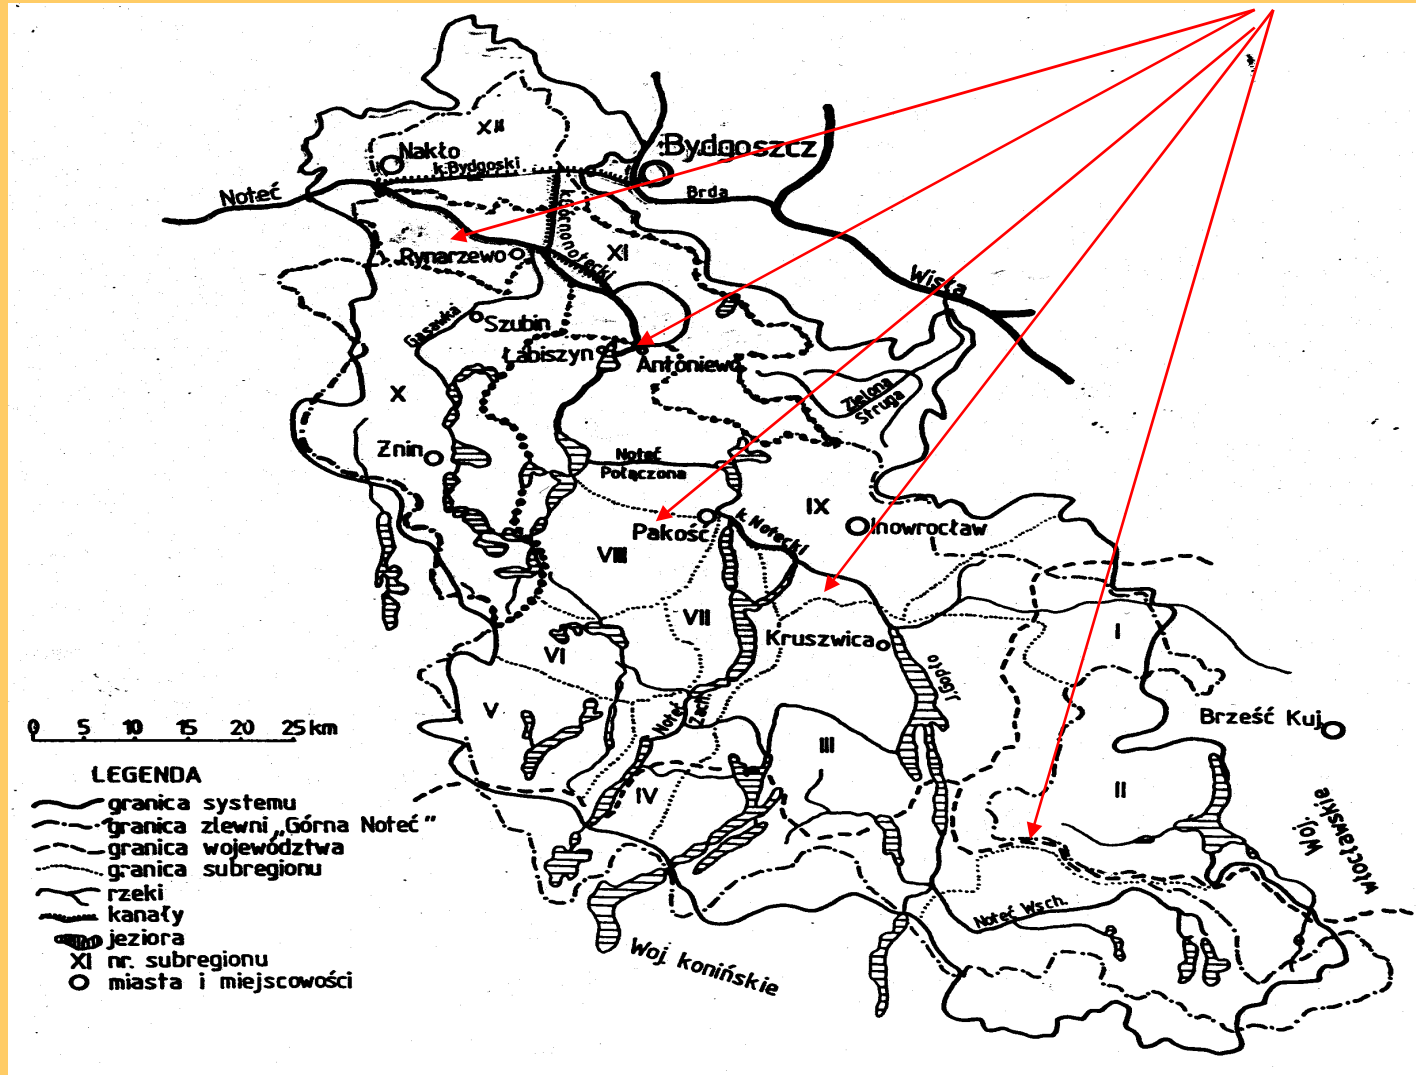 XII
Nakło
k. Bydgoski
Bydgoszcz
Noteć
Brda
k. Górnonotecki
XI
Rynarzewo
Wisła
Gąsawka
Szubin
Łabiszyn
Antoniewo
X
Zielona
Struga
Żnin
Noteć
Połączona
IX
Pakość
k. Notecki
Inowrocław
VIII
VII
I
Kruszwica
VI
j. Gopło
V
Noteć
Zach.
Brześć Kuj.
III
0 5 10 15 20 25 km
II
IV
LEGENDA
granica systemu
granica zlewni „Górna Noteć”
granica województwa
granica subregionu
rzeki
kanały
jeziora
XI nr. subregionu
miasta i miejscowości
Woj.
włocławskie
Noteć Wsch.
Woj. konińskie